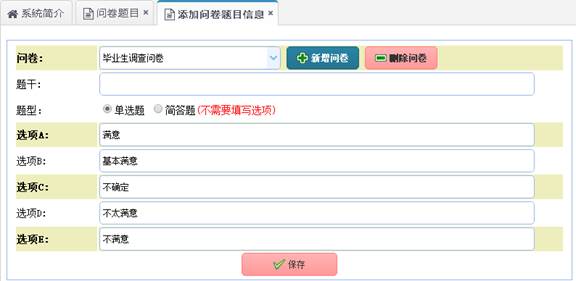 系统简介 问卷题目 × 添加问卷题目信息 ×
问卷: 毕业生调查问卷 新增问卷 删除问卷
题干:
题型: 单选题 简答题(不需要填写选项)
选项A: 满意
选项B: 基本满意
选项C: 不确定
选项D: 不太满意
选项E: 不满意
保存